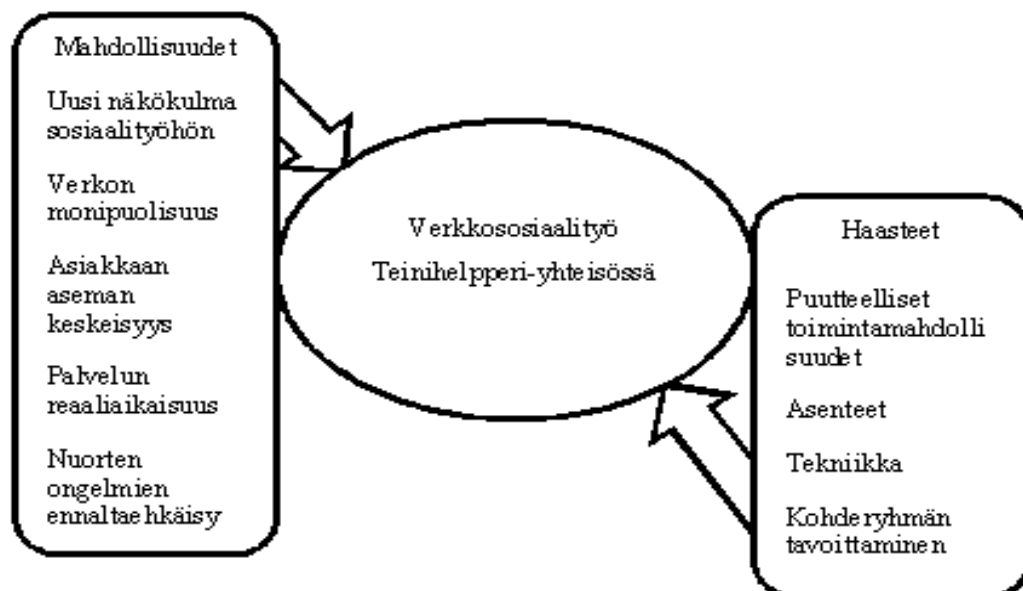 Mahdollisuudet
Uusi näkökulma
sosiaalityöhön
Verkon
monipuolisuus
Asiakkaan
aseman
keskeisyys
Palvelun
reaaliaikaisuus
Nuorten
ongelmien
ennaltaehkäisy
Verkkososiaalityö
Teinihelpperi-yhteisössä
Haasteet
Puutteelliset
toimintamahdolli
suudet
Asenteet
Tekniikka
Kohderyhmän
tavoittaminen